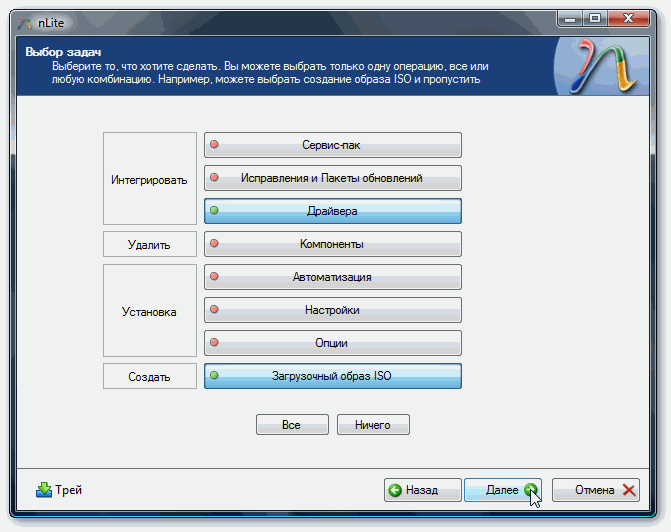 nLite
Выбор задач
Выберите то, что хотите сделать. Вы можете выбрать только одну операцию, все или
любую комбинацию. Например, можете выбрать создание образа ISO и пропустить
Интегрировать
Сервис-пак
Исправления и Пакеты обновлений
Драйвера
Удалить
Компоненты
Установка
Автоматизация
Настройки
Опции
Создать
Загрузочный образ ISO
Все
Ничего
Трей
Назад
Далее
Отмена